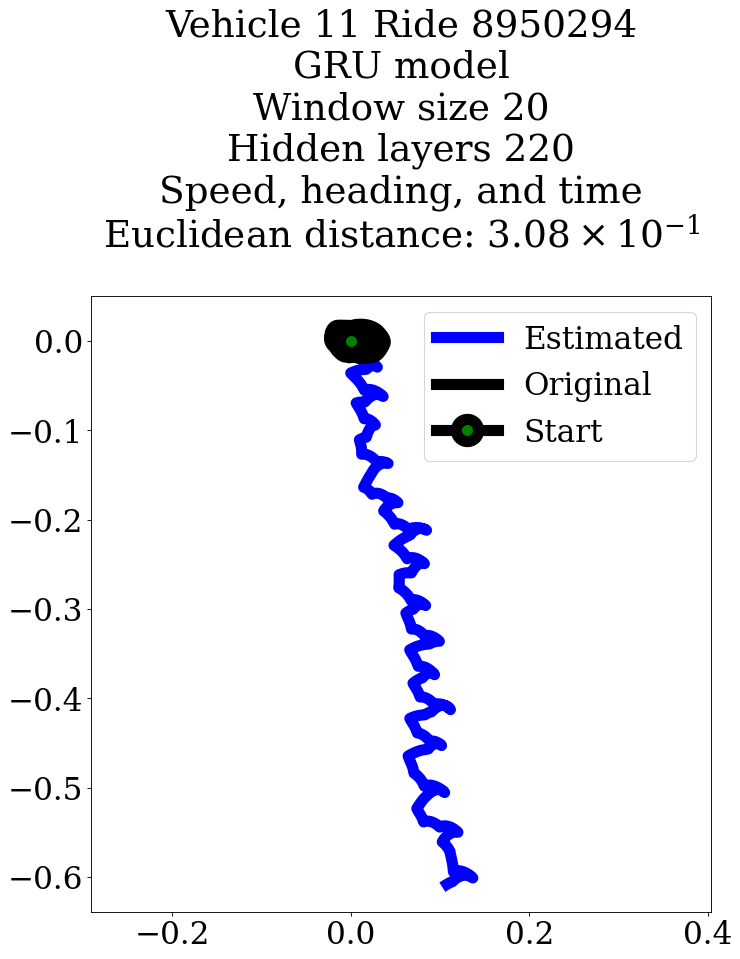 Vehicle 11 Ride 8950294
GRU model
Window size 20
Hidden layers 220
Speed, heading, and time
Euclidean distance: 3.08 × 10⁻¹
Estimated
Original
Start
0.0
−0.1
−0.2
−0.3
−0.4
−0.5
−0.6
−0.2 0.0 0.2 0.4